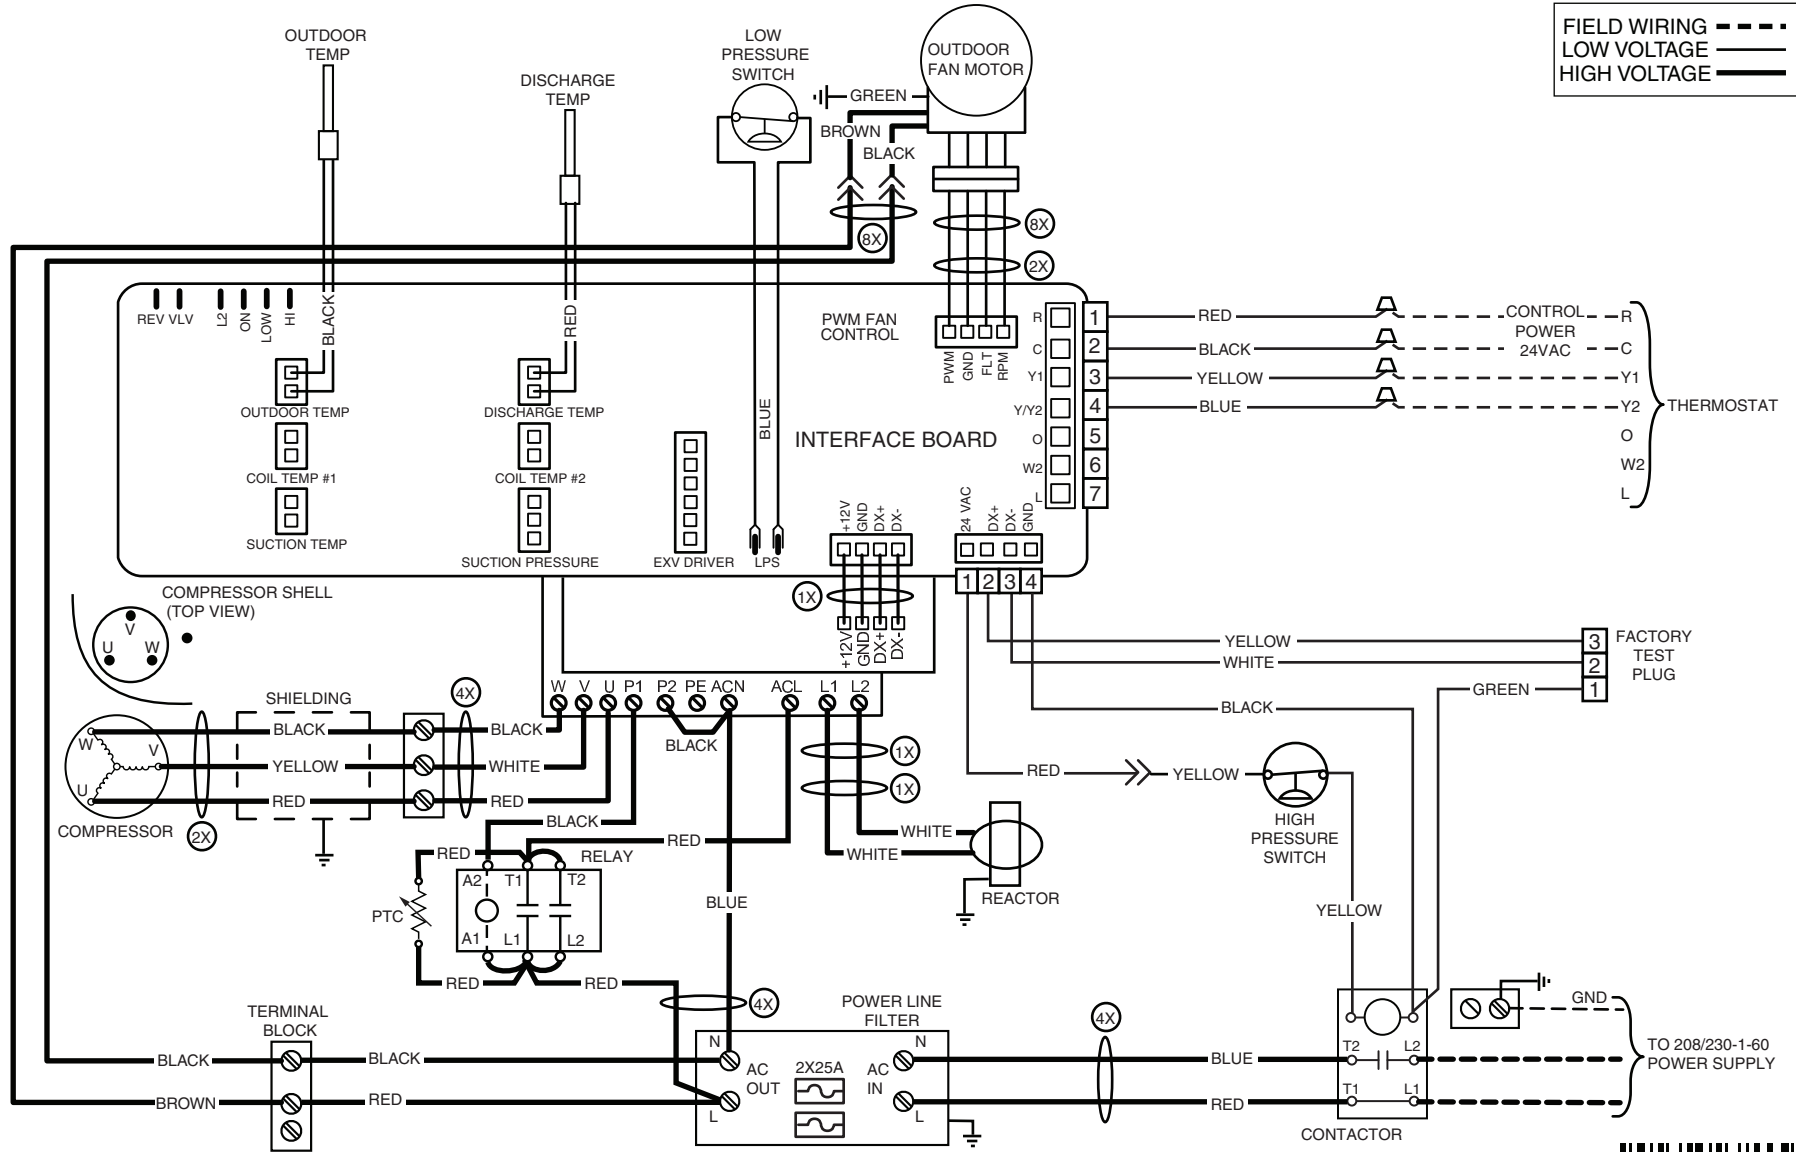 OUTDOOR
TEMP
DISCHARGE
TEMP
LOW
PRESSURE
SWITCH
OUTDOOR
FAN MOTOR
GREEN
BROWN
BLACK
FIELD WIRING
LOW VOLTAGE
HIGH VOLTAGE
8X
8X
2X
REV VLV
L2
ON
LOW
HI
BLACK
RED
BLUE
PWM FAN
CONTROL
PWM
GND
FLT
RPM
R
C
Y1
Y/Y2
O
W2
L
1
2
3
4
5
6
7
RED
BLACK
YELLOW
BLUE
CONTROL
POWER
24VAC
R
C
Y1
Y2
O
W2
L
THERMOSTAT
OUTDOOR TEMP
COIL TEMP #1
SUCTION TEMP
DISCHARGE TEMP
COIL TEMP #2
SUCTION PRESSURE
EXV DRIVER
LPS
INTERFACE BOARD
+12V
GND
DX+
DX-
24 VAC
DX+
DX-
GND
1 2 3 4
1X
+12V
GND
DX+
DX-
COMPRESSOR SHELL
(TOP VIEW)
V
U
W
YELLOW
WHITE
GREEN
BLACK
3
2
1
FACTORY
TEST
PLUG
W V U P1 P2 PE ACN ACL L1 L2
SHIELDING
4X
BLACK
YELLOW
RED
BLACK
WHITE
RED
W
V
U
COMPRESSOR
2X
BLACK
1X
1X
RED
YELLOW
HIGH
PRESSURE
SWITCH
BLACK
RED
WHITE
WHITE
REACTOR
RED
RELAY
A2 T1 T2
A1 L1 L2
PTC
BLUE
YELLOW
RED
RED
4X
TERMINAL
BLOCK
BLACK
BLACK
BROWN
RED
POWER LINE
FILTER
N
AC
OUT
L
2X25A
N
AC
IN
L
4X
BLUE
RED
T2 L2
T1 L1
CONTACTOR
GND
TO 208/230-1-60
POWER SUPPLY